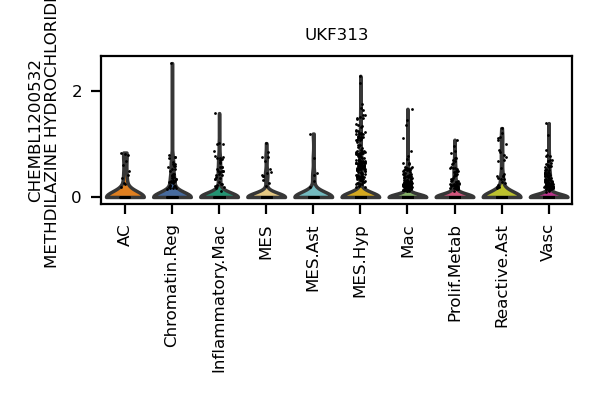 UKF313
CHEMBL1200532
METHDILAZINE HYDROCHLORIDE
2
0
AC
Chromatin.Reg
Inflammatory.Mac
MES
MES.Ast
MES.Hyp
Mac
Prolif.Metab
Reactive.Ast
Vasc